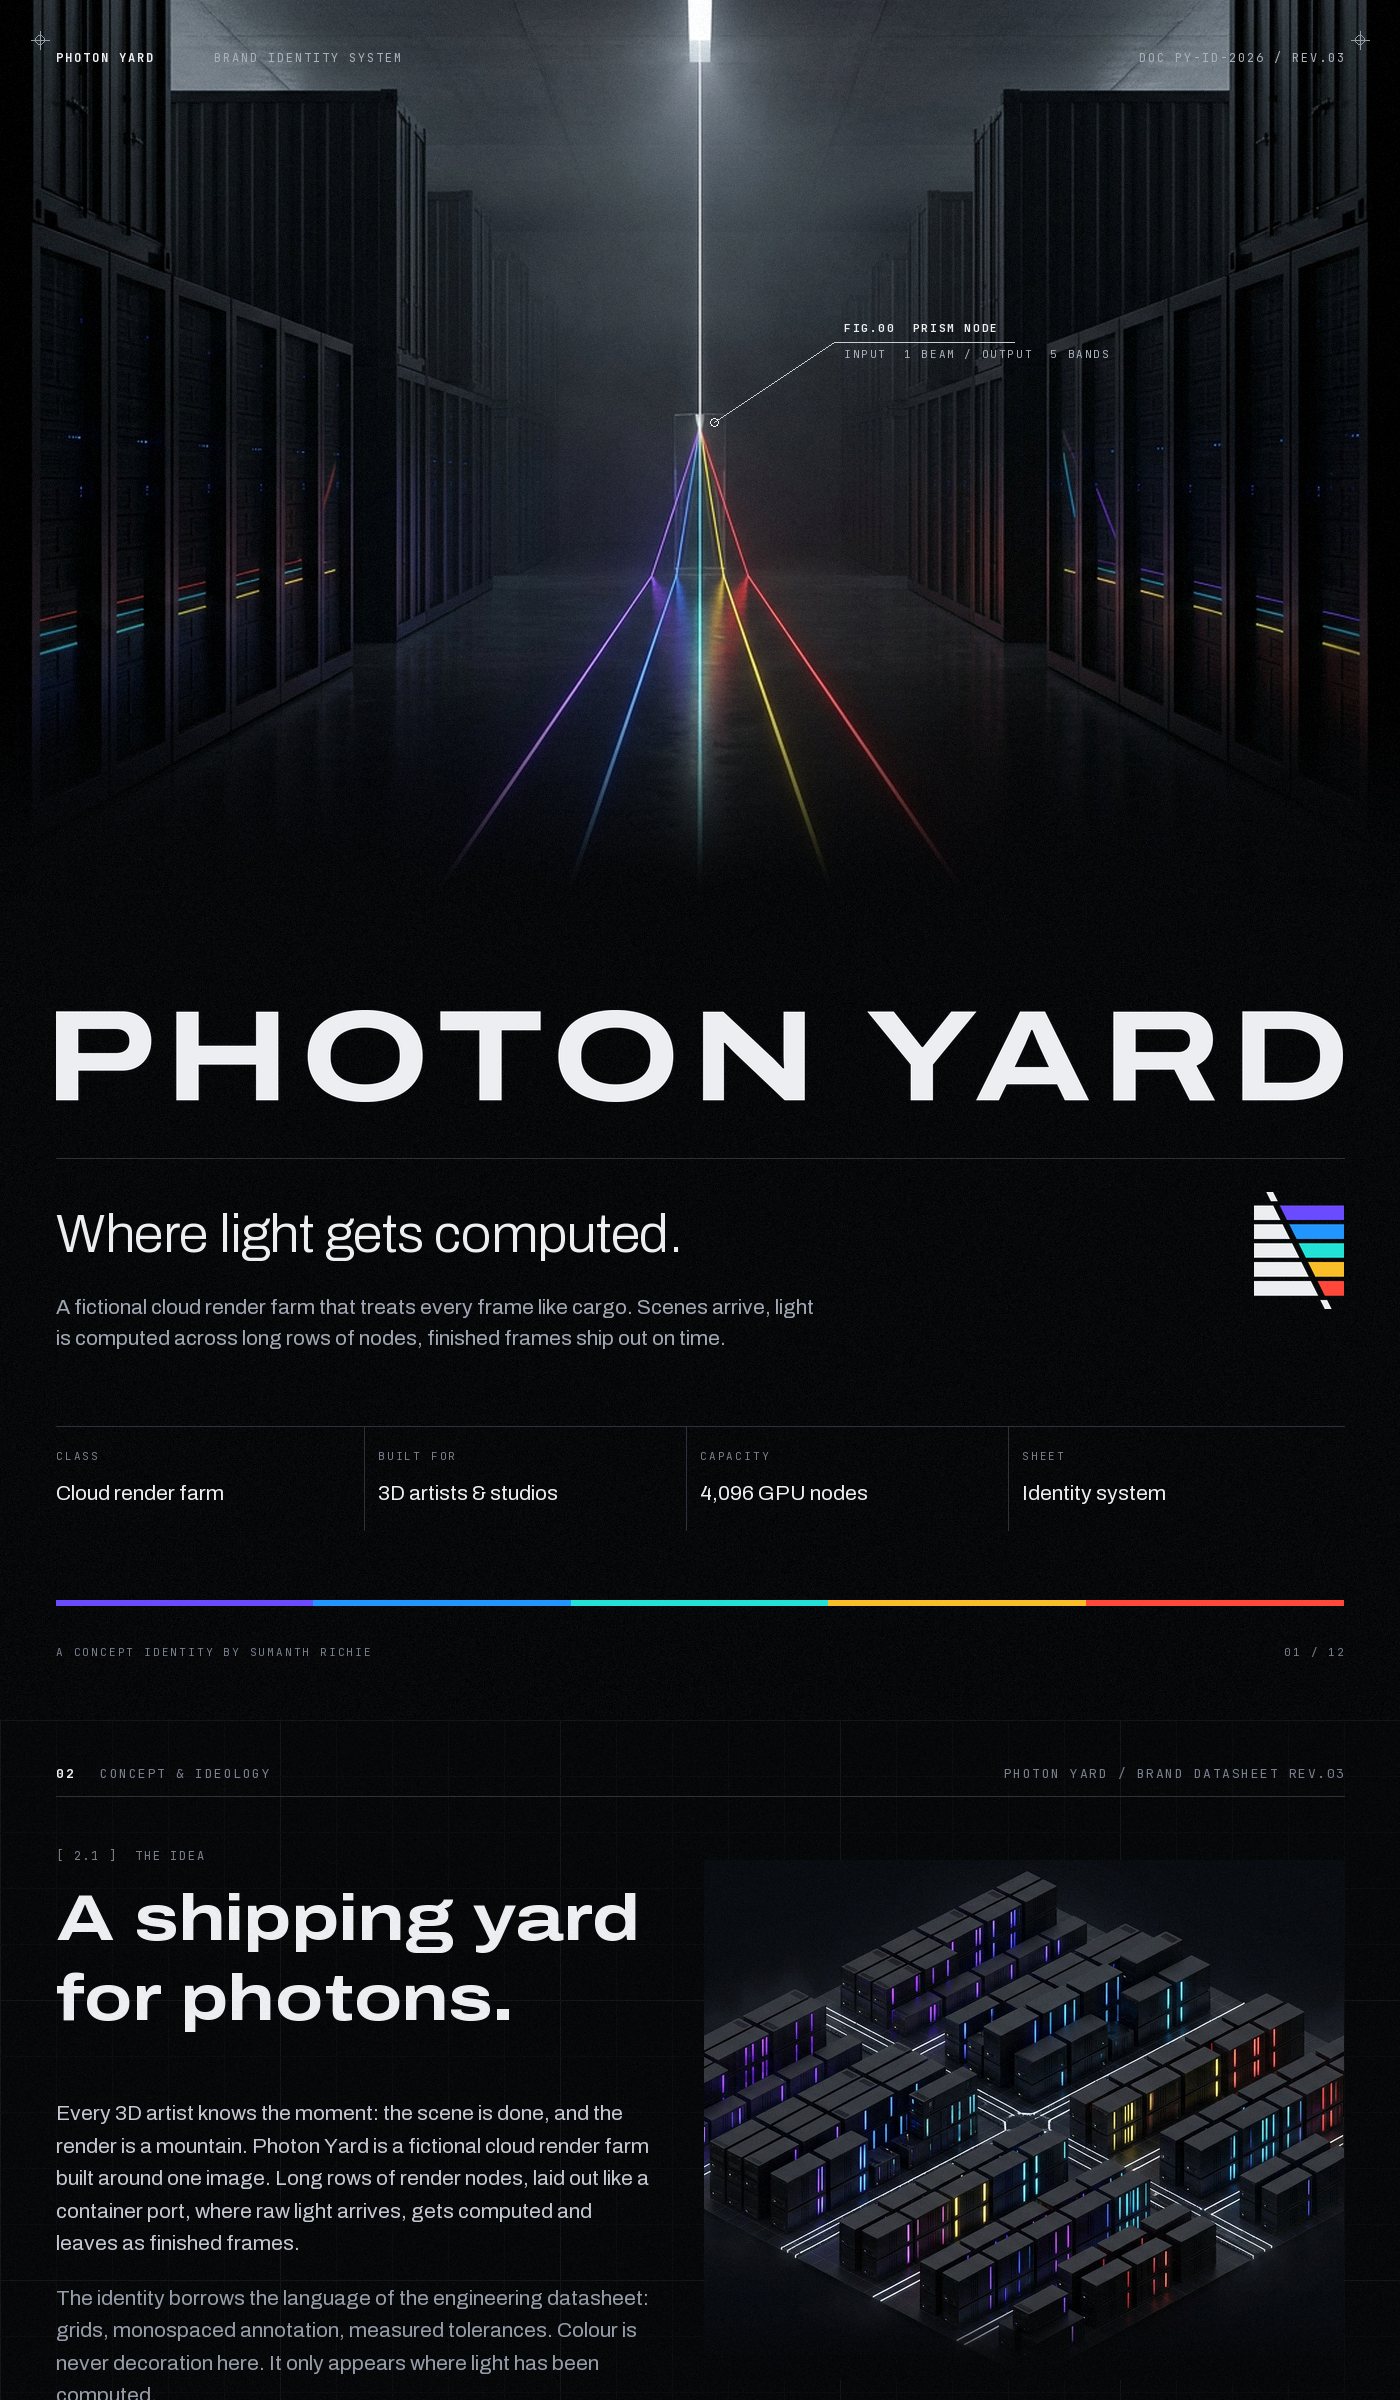 PHOTON YARD
BRAND IDENTITY SYSTEM
DOC PY-ID-2026 / REV.03
FIG.00 PRISM NODE
INPUT 1 BEAM / OUTPUT 5 BANDS
PHOTON YARD
Where light gets computed.
A fictional cloud render farm that treats every frame like cargo. Scenes arrive, light
is computed across long rows of nodes, finished frames ship out on time.
CLASS
Cloud render farm
BUILT FOR
3D artists & studios
CAPACITY
4,096 GPU nodes
SHEET
Identity system
A CONCEPT IDENTITY BY SUMANTH RICHIE
01 / 12
02 CONCEPT & IDEOLOGY
PHOTON YARD / BRAND DATASHEET REV.03
[ 2.1 ] THE IDEA
A shipping yard
for photons.
Every 3D artist knows the moment: the scene is done, and the
render is a mountain. Photon Yard is a fictional cloud render farm
built around one image. Long rows of render nodes, laid out like a
container port, where raw light arrives, gets computed and
leaves as finished frames.
The identity borrows the language of the engineering datasheet:
grids, monospaced annotation, measured tolerances. Colour is
never decoration here. It only appears where light has been
computed.